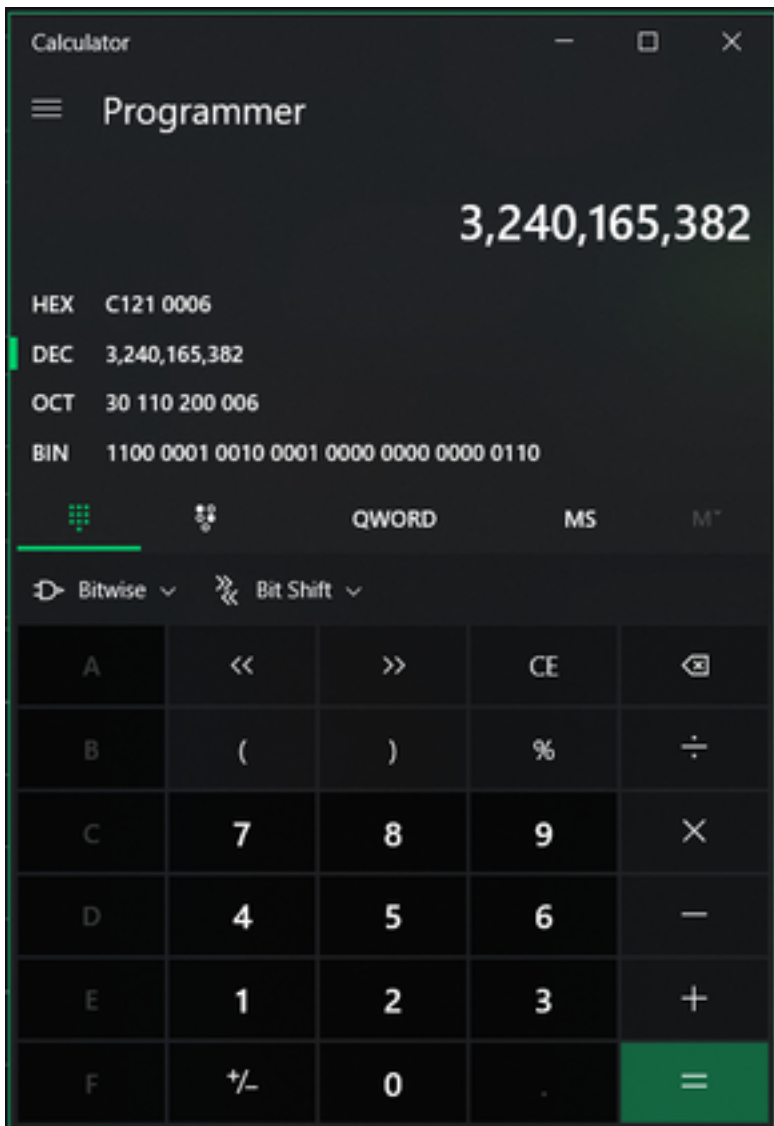 Calculator
Programmer
3,240,165,382
HEX C121 0006
DEC 3,240,165,382
OCT 30 110 200 006
BIN 1100 0001 0010 0001 0000 0000 0000 0110
QWORD MS M˅
Bitwise Bit Shift
A << >> CE
B ( ) % ÷
C 7 8 9 ×
D 4 5 6 −
E 1 2 3 +
F +/− 0 . =